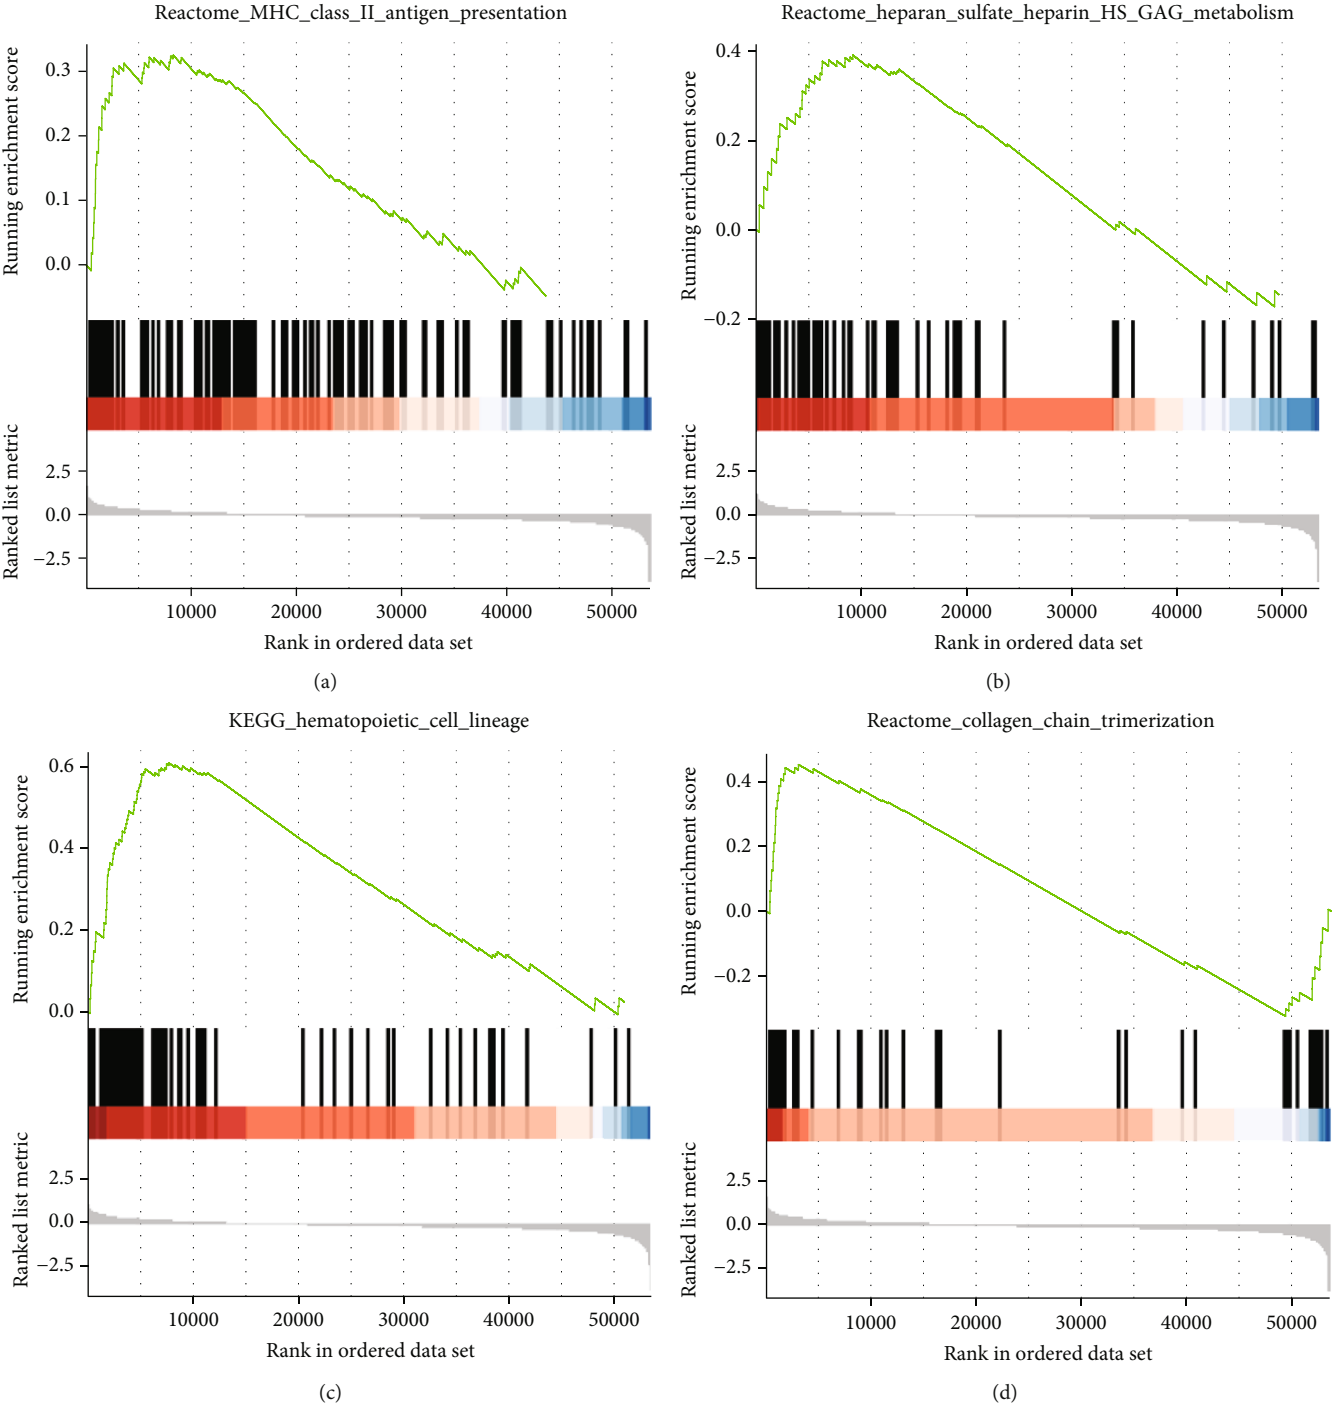 Reactome_MHC_class_II_antigen_presentation
Running enrichment score
0.3
0.2
0.1
0.0
Ranked list metric
2.5
0.0
−2.5
10000 20000 30000 40000 50000
Rank in ordered data set
(a)
Reactome_heparan_sulfate_heparin_HS_GAG_metabolism
Running enrichment score
0.4
0.2
0.0
−0.2
Ranked list metric
2.5
0.0
−2.5
10000 20000 30000 40000 50000
Rank in ordered data set
(b)
KEGG_hematopoietic_cell_lineage
Running enrichment score
0.6
0.4
0.2
0.0
Ranked list metric
2.5
0.0
−2.5
10000 20000 30000 40000 50000
Rank in ordered data set
(c)
Reactome_collagen_chain_trimerization
Running enrichment score
0.4
0.2
0.0
−0.2
Ranked list metric
2.5
0.0
−2.5
10000 20000 30000 40000 50000
Rank in ordered data set
(d)